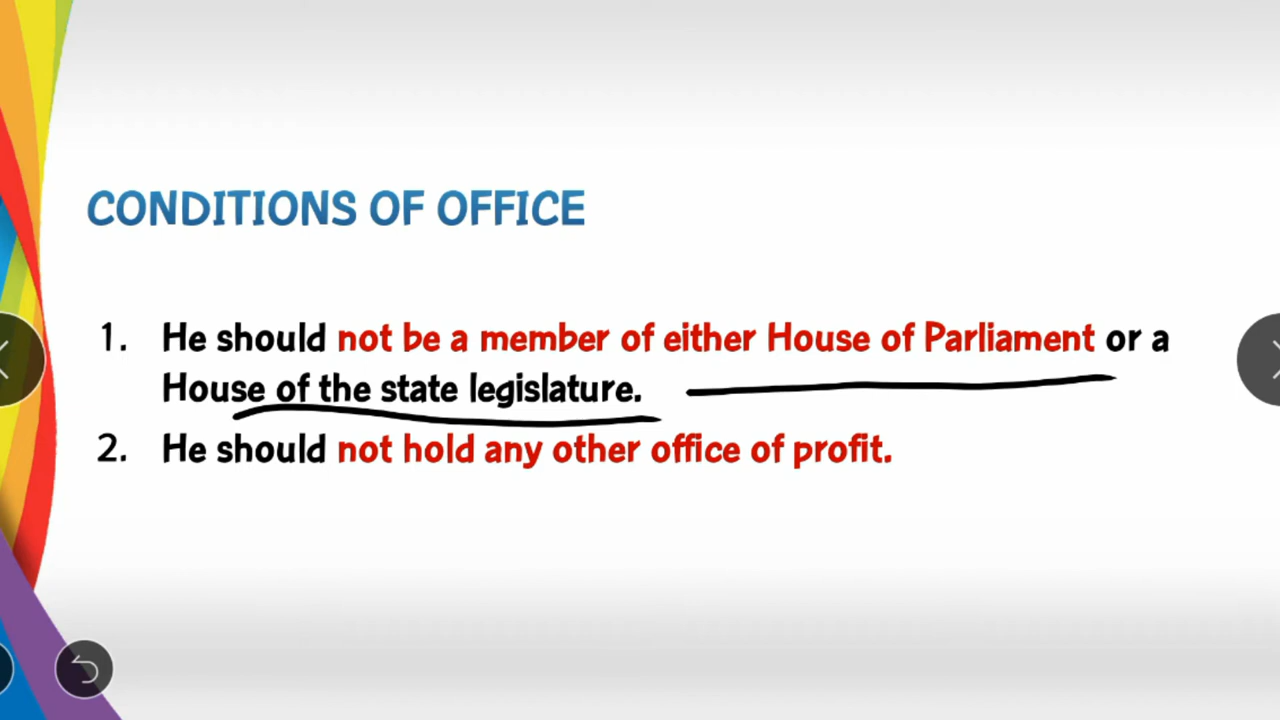 CONDITIONS OF OFFICE
1. He should not be a member of either House of Parliament or a
House of the state legislature.
2. He should not hold any other office of profit.